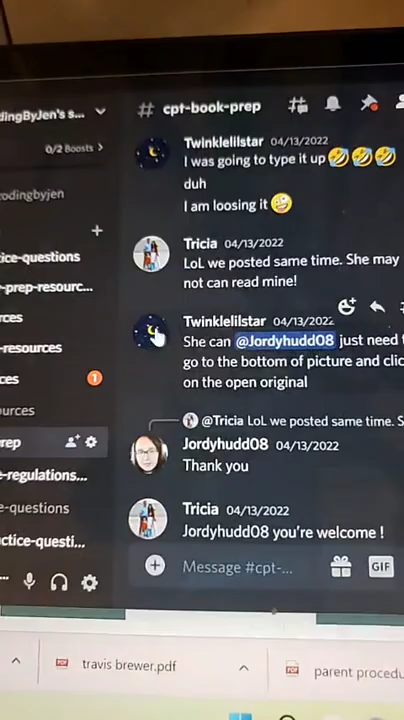 dingByJen's s...
0/2 Boosts
odingbyjen
ice-questions
-prep-resourc...
rces
-resources
ces
1
ources
rep
e-regulations...
e-questions
ctice-questi...
# cpt-book-prep
Twinklelilstar 04/13/2022
I was going to type it up 🤣🤣🤣
duh
I am loosing it 🤪
Tricia 04/13/2022
LoL we posted same time. She may
not can read mine!
Twinklelilstar 04/13/2022
She can @Jordyhudd08 just need t
go to the bottom of picture and clic
on the open original
@Tricia LoL we posted same time. S
Jordyhudd08 04/13/2022
Thank you
Tricia 04/13/2022
Jordyhudd08 you're welcome !
Message #cpt-...
GIF
PDF travis brewer.pdf
PDF parent procedu